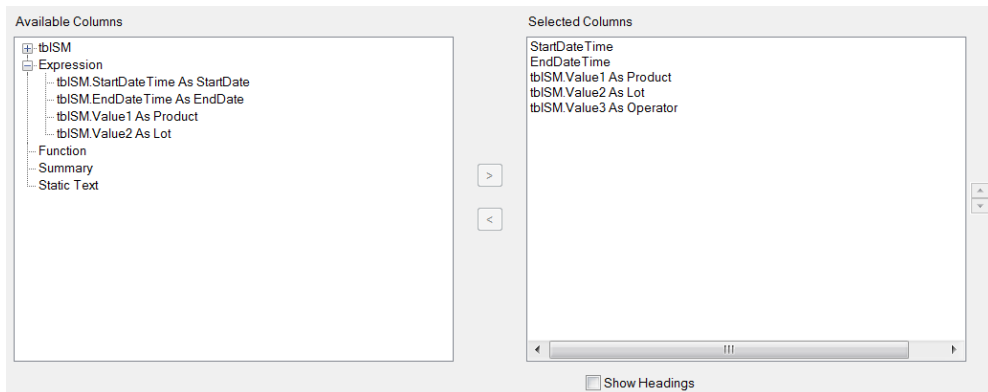 Available Columns
tblSM
Expression
tblSM.StartDateTime As StartDate
tblSM.EndDateTime As EndDate
tblSM.Value1 As Product
tblSM.Value2 As Lot
Function
Summary
Static Text
>
<
Selected Columns
StartDateTime
EndDateTime
tblSM.Value1 As Product
tblSM.Value2 As Lot
tblSM.Value3 As Operator
Show Headings